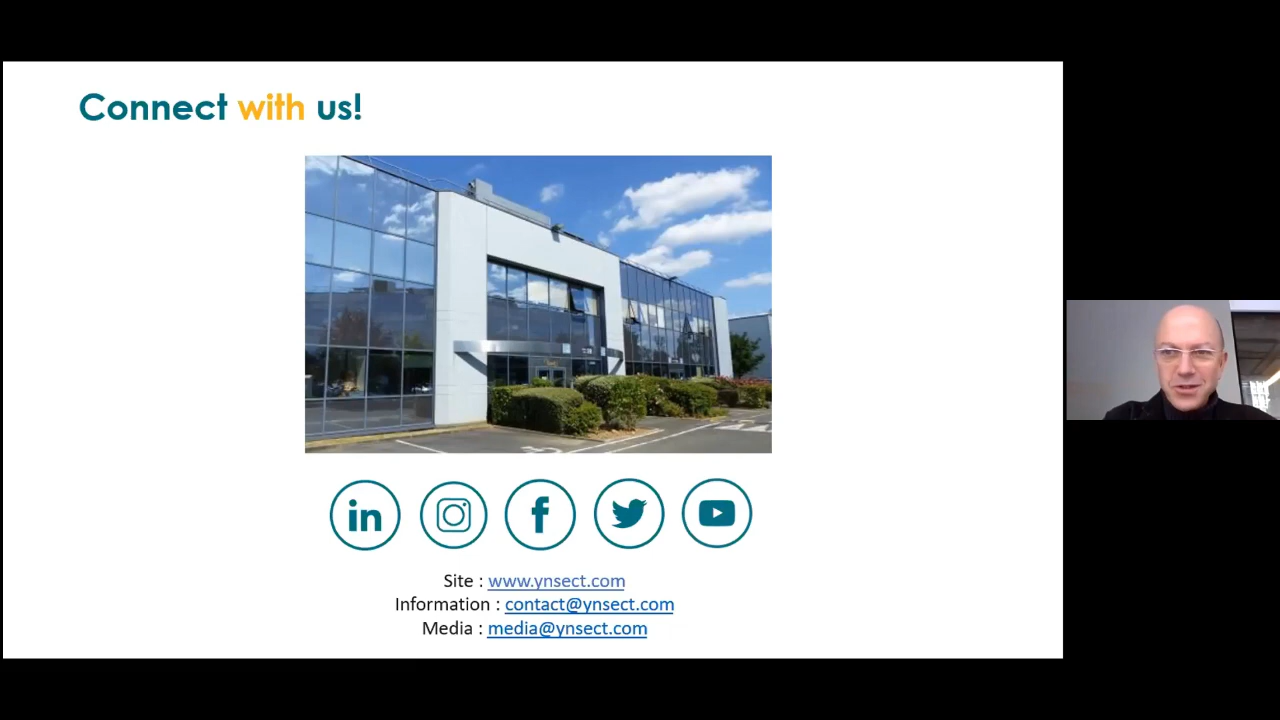 Connect with us!
in
Site : www.ynsect.com
Information : contact@ynsect.com
Media : media@ynsect.com